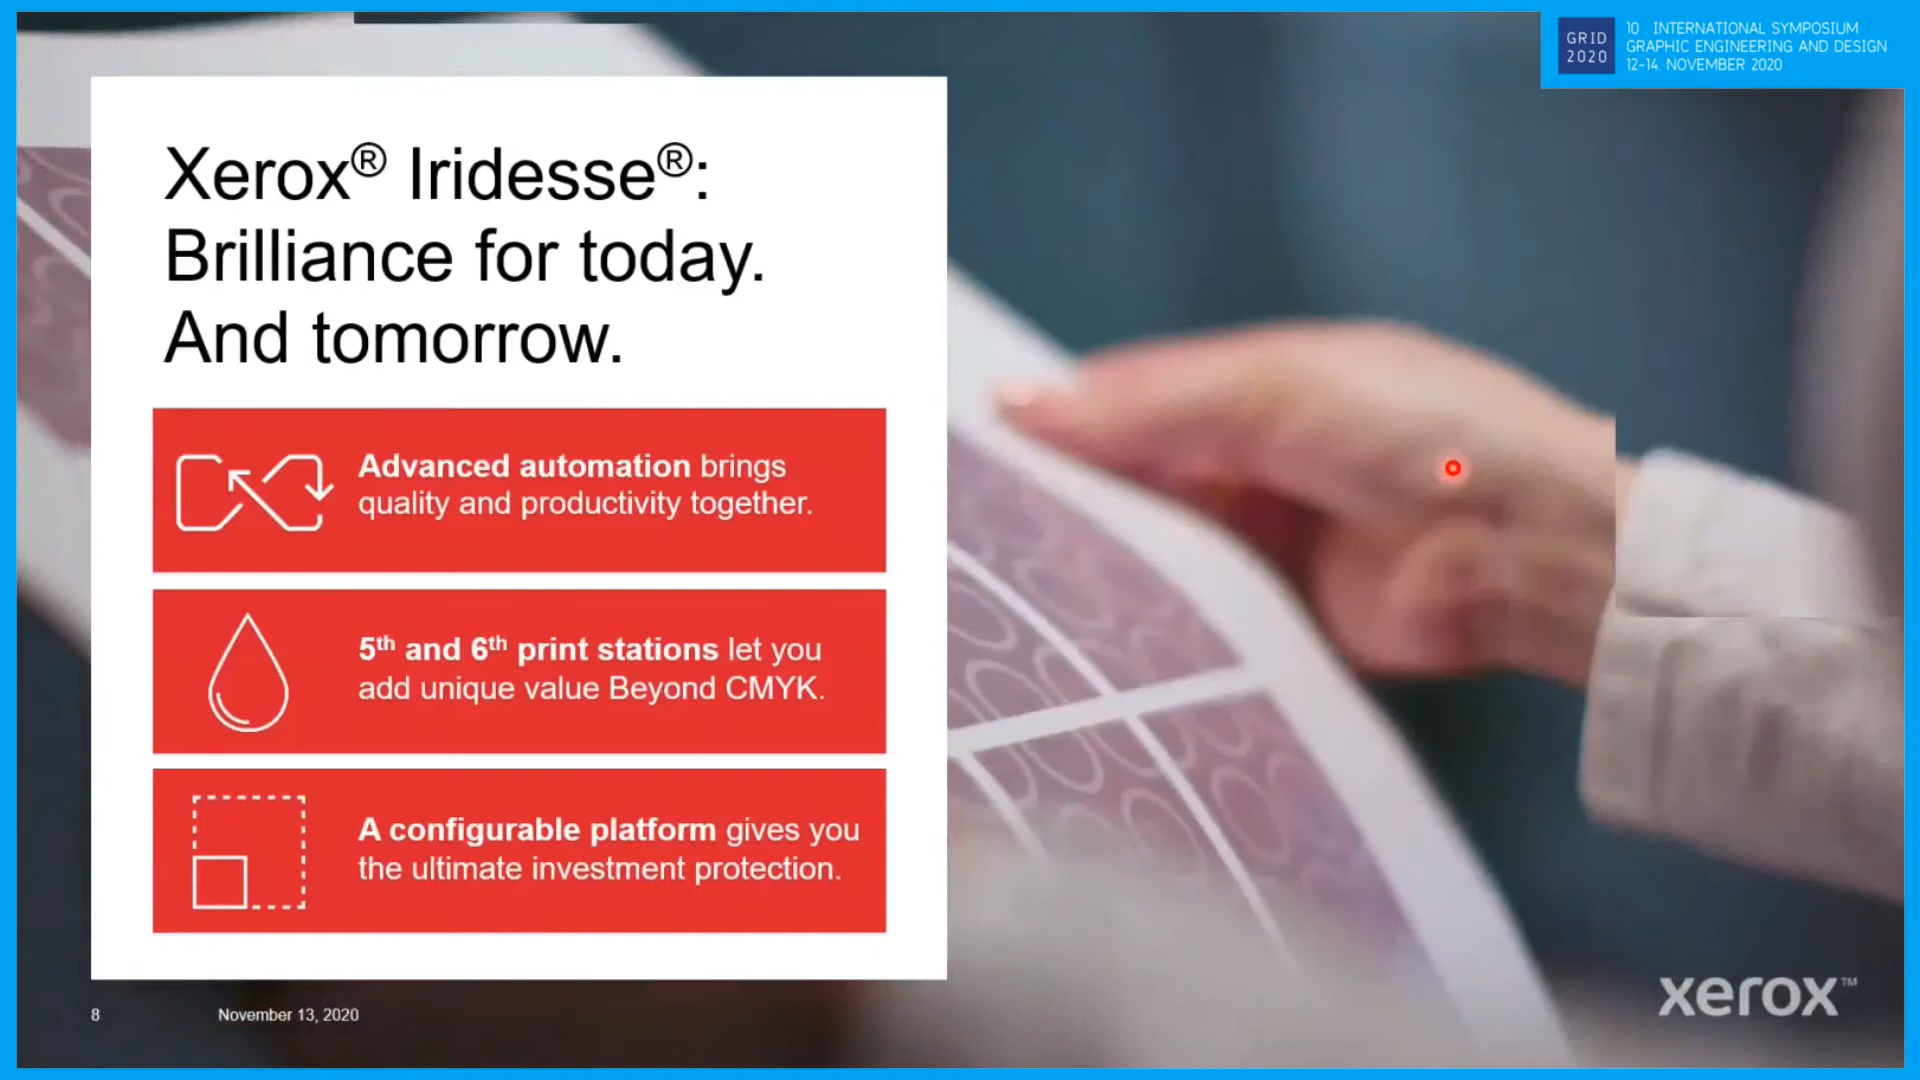 GRID
2020
10 . INTERNATIONAL SYMPOSIUM
GRAPHIC ENGINEERING AND DESIGN
12-14. NOVEMBER 2020
Xerox® Iridesse®:
Brilliance for today.
And tomorrow.
Advanced automation brings
quality and productivity together.
5th and 6th print stations let you
add unique value Beyond CMYK.
A configurable platform gives you
the ultimate investment protection.
8
November 13, 2020
xerox™